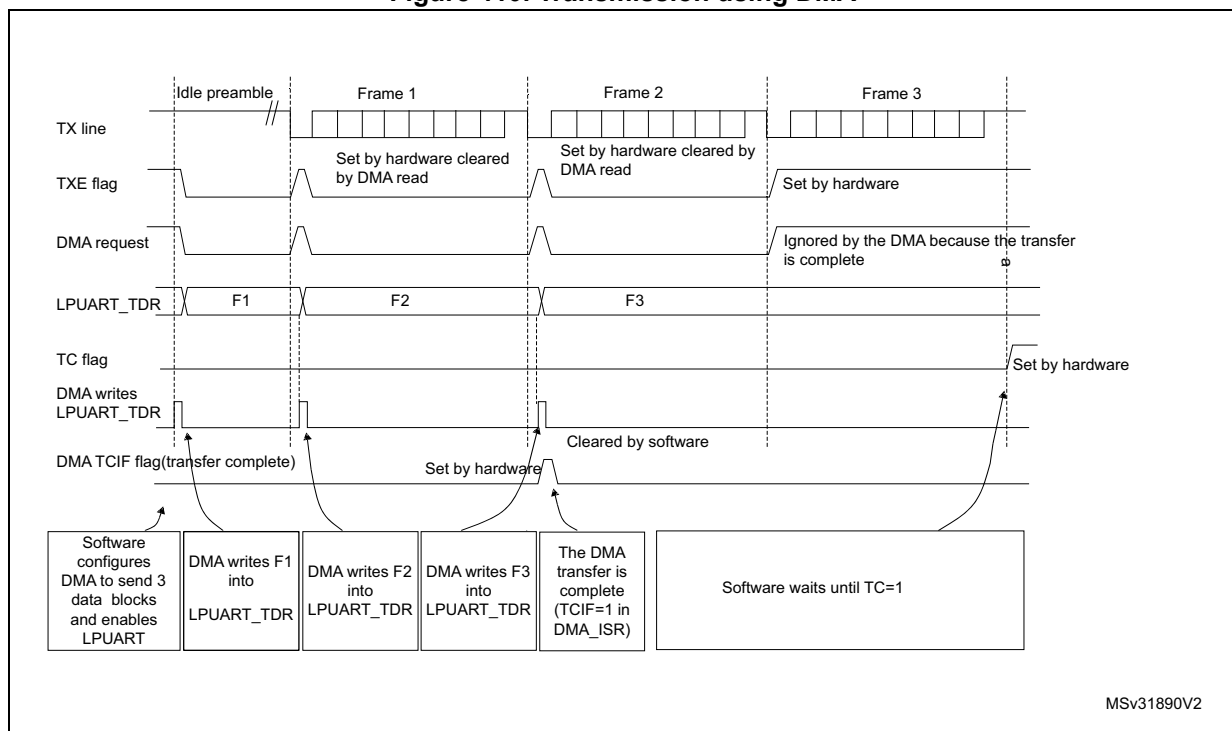 Idle preamble
Frame 1
Frame 2
Frame 3
TX line
Set by hardware cleared
by DMA read
Set by hardware cleared by
DMA read
TXE flag
Set by hardware
DMA request
Ignored by the DMA because the transfer
is complete
a
LPUART_TDR
F1
F2
F3
TC flag
Set by hardware
DMA writes
LPUART_TDR
Cleared by software
DMA TCIF flag(transfer complete)
Set by hardware
Software
configures
DMA to send 3
data blocks
and enables
LPUART
DMA writes F1
into
LPUART_TDR
DMA writes F2
into
LPUART_TDR
DMA writes F3
into
LPUART_TDR
The DMA
transfer is
complete
(TCIF=1 in
DMA_ISR)
Software waits until TC=1
MSv31890V2